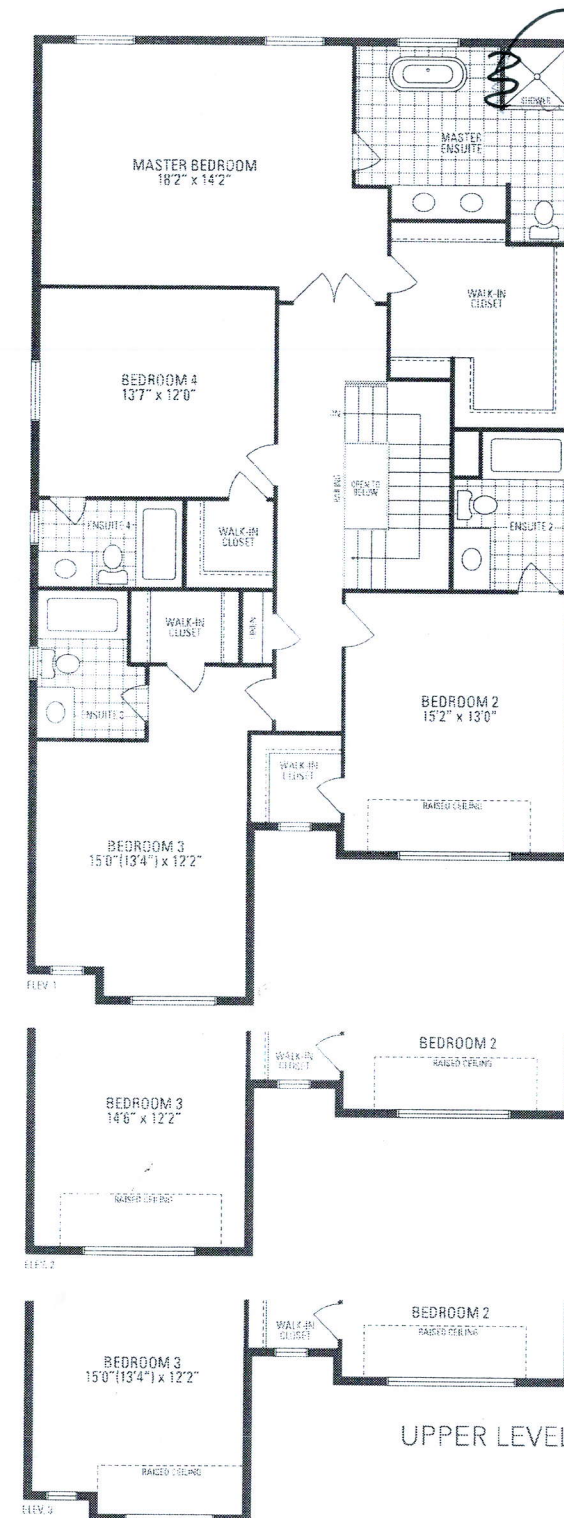 SHOWER
MASTER
ENSUITE
MASTER BEDROOM
18'2" x 14'2"
WALK-IN
CLOSET
BEDROOM 4
13'7" x 12'0"
RAILING
OPEN TO
BELOW
ENSUITE 4
WALK-IN
CLOSET
ENSUITE 2
WALK-IN
CLOSET
LINEN
ENSUITE 3
BEDROOM 2
15'2" x 13'0"
WALK-IN
CLOSET
RAISED CEILING
BEDROOM 3
15'0"(13'4") x 12'2"
ELEV. 1
WALK-IN
CLOSET
BEDROOM 2
RAISED CEILING
BEDROOM 3
14'6" x 12'2"
RAISED CEILING
ELEV. 2
WALK-IN
CLOSET
BEDROOM 2
RAISED CEILING
BEDROOM 3
15'0"(13'4") x 12'2"
UPPER LEVEL
RAISED CEILING
ELEV. 3